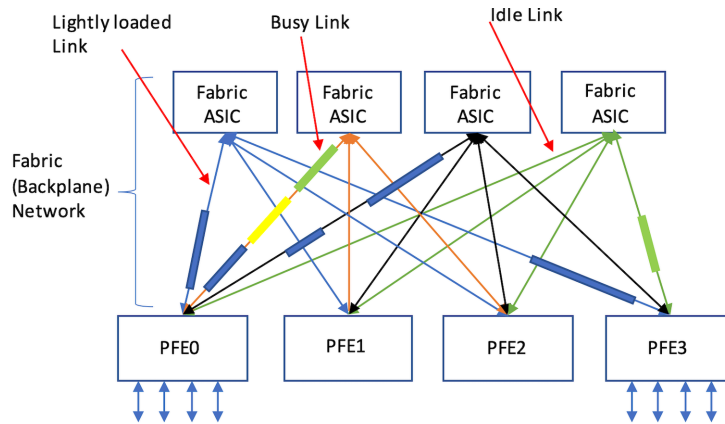 Lightly loaded
Link
Busy Link
Idle Link
Fabric
ASIC
Fabric
ASIC
Fabric
ASIC
Fabric
ASIC
Fabric
(Backplane)
Network
PFE0
PFE1
PFE2
PFE3